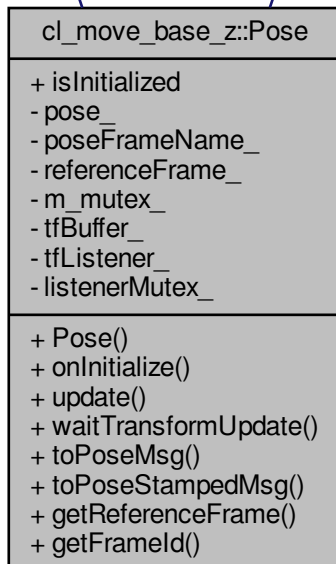 cl_move_base_z::Pose
+ isInitialized
- pose_
- poseFrameName_
- referenceFrame_
- m_mutex_
- tfBuffer_
- tfListener_
- listenerMutex_
+ Pose()
+ onInitialize()
+ update()
+ waitTransformUpdate()
+ toPoseMsg()
+ toPoseStampedMsg()
+ getReferenceFrame()
+ getFrameId()